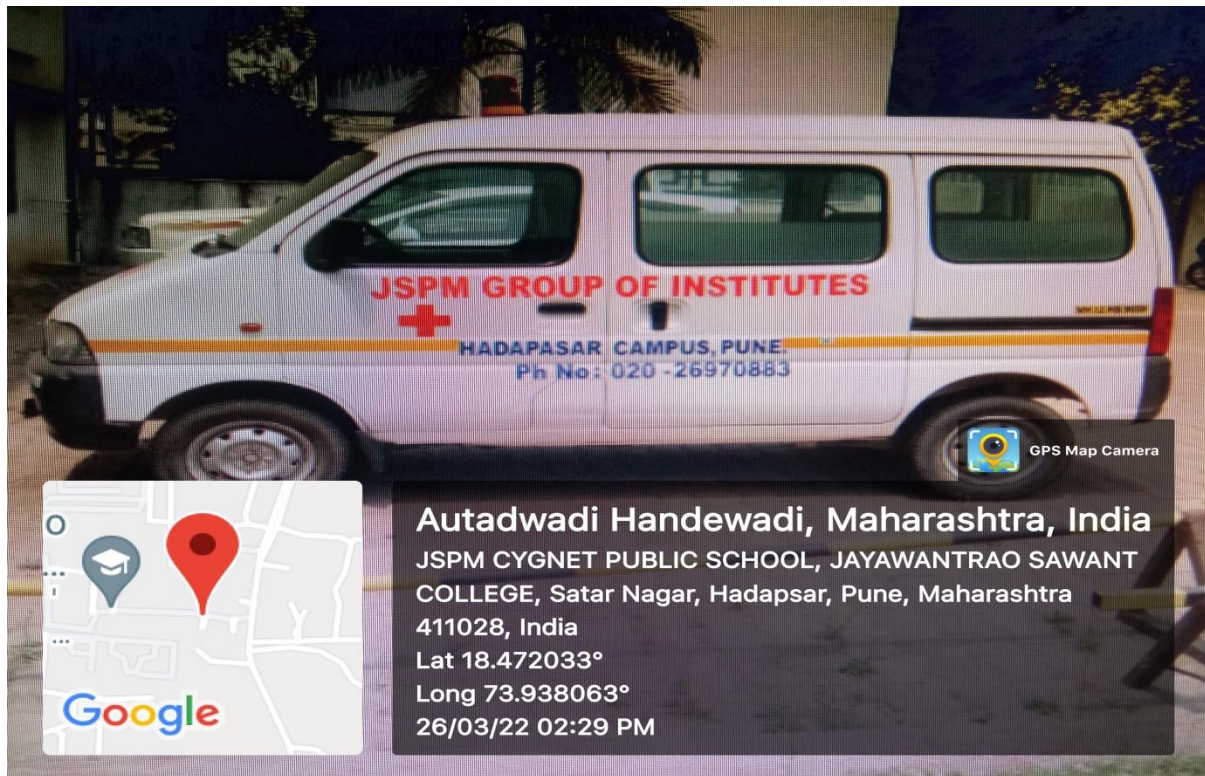 JSPM GROUP OF INSTITUTES
HADAPASAR CAMPUS, PUNE.
Ph No: 020 -26970883
GPS Map Camera
Autadwadi Handewadi, Maharashtra, India
JSPM CYGNET PUBLIC SCHOOL, JAYAWANTRAO SAWANT
COLLEGE, Satar Nagar, Hadapsar, Pune, Maharashtra
411028, India
Lat 18.472033°
Long 73.938063°
26/03/22 02:29 PM
Google